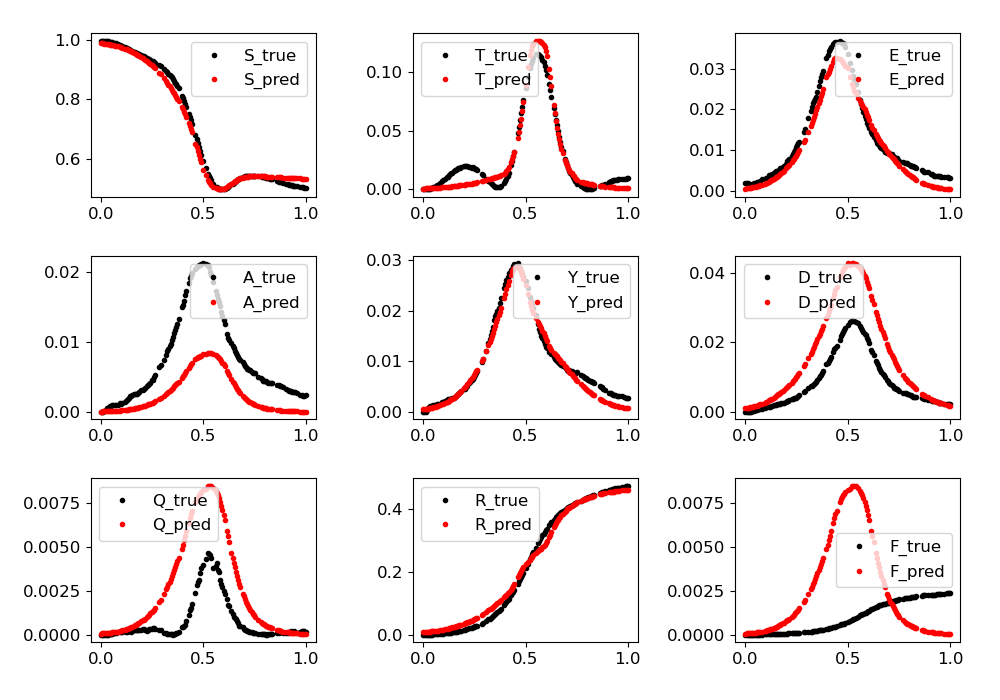 1.0
0.8
0.6
S_true
S_pred
0.0 0.5 1.0
0.10
0.05
0.00
T_true
T_pred
0.0 0.5 1.0
0.03
0.02
0.01
0.00
E_true
E_pred
0.0 0.5 1.0
0.02
0.01
0.00
A_true
A_pred
0.0 0.5 1.0
0.03
0.02
0.01
0.00
Y_true
Y_pred
0.0 0.5 1.0
0.04
0.02
0.00
D_true
D_pred
0.0 0.5 1.0
0.0075
0.0050
0.0025
0.0000
Q_true
Q_pred
0.0 0.5 1.0
0.4
0.2
0.0
R_true
R_pred
0.0 0.5 1.0
0.0075
0.0050
0.0025
0.0000
F_true
F_pred
0.0 0.5 1.0